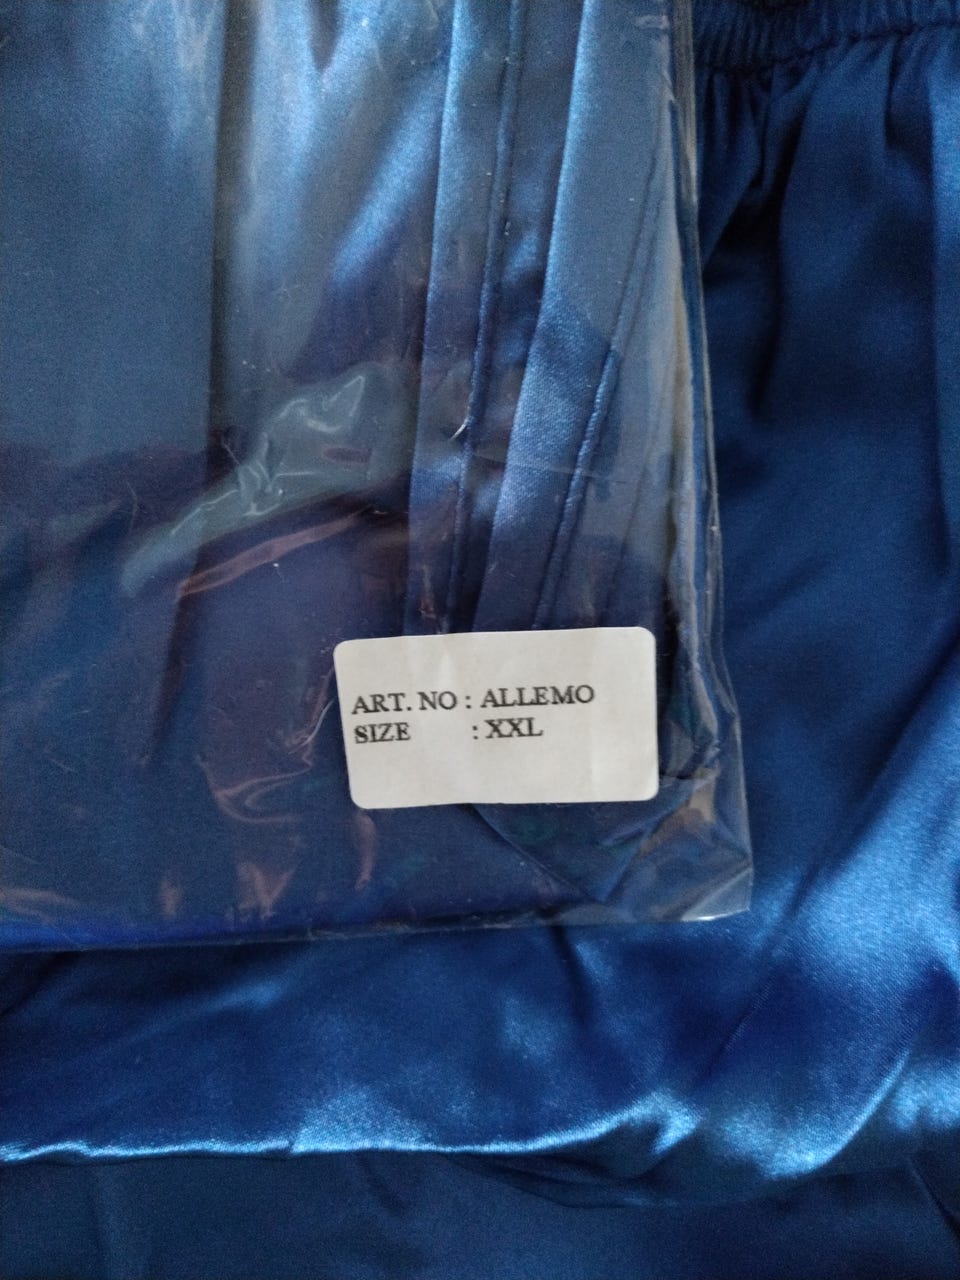 ART. NO : ALLEMO
SIZE : XXL